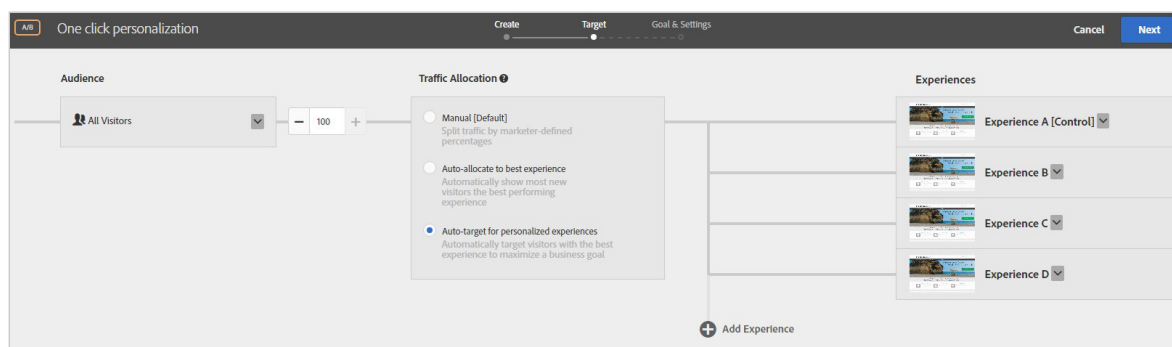 A/B One click personalization
Create Target Goal & Settings
Cancel Next
Audience
All Visitors
100
Traffic Allocation
Manual [Default]
Split traffic by marketer-defined
percentages
Auto-allocate to best experience
Automatically show most new
visitors the best performing
experience
Auto-target for personalized experiences
Automatically target visitors with the best
experience to maximize a business goal
Experiences
Experience A [Control]
Experience B
Experience C
Experience D
Add Experience